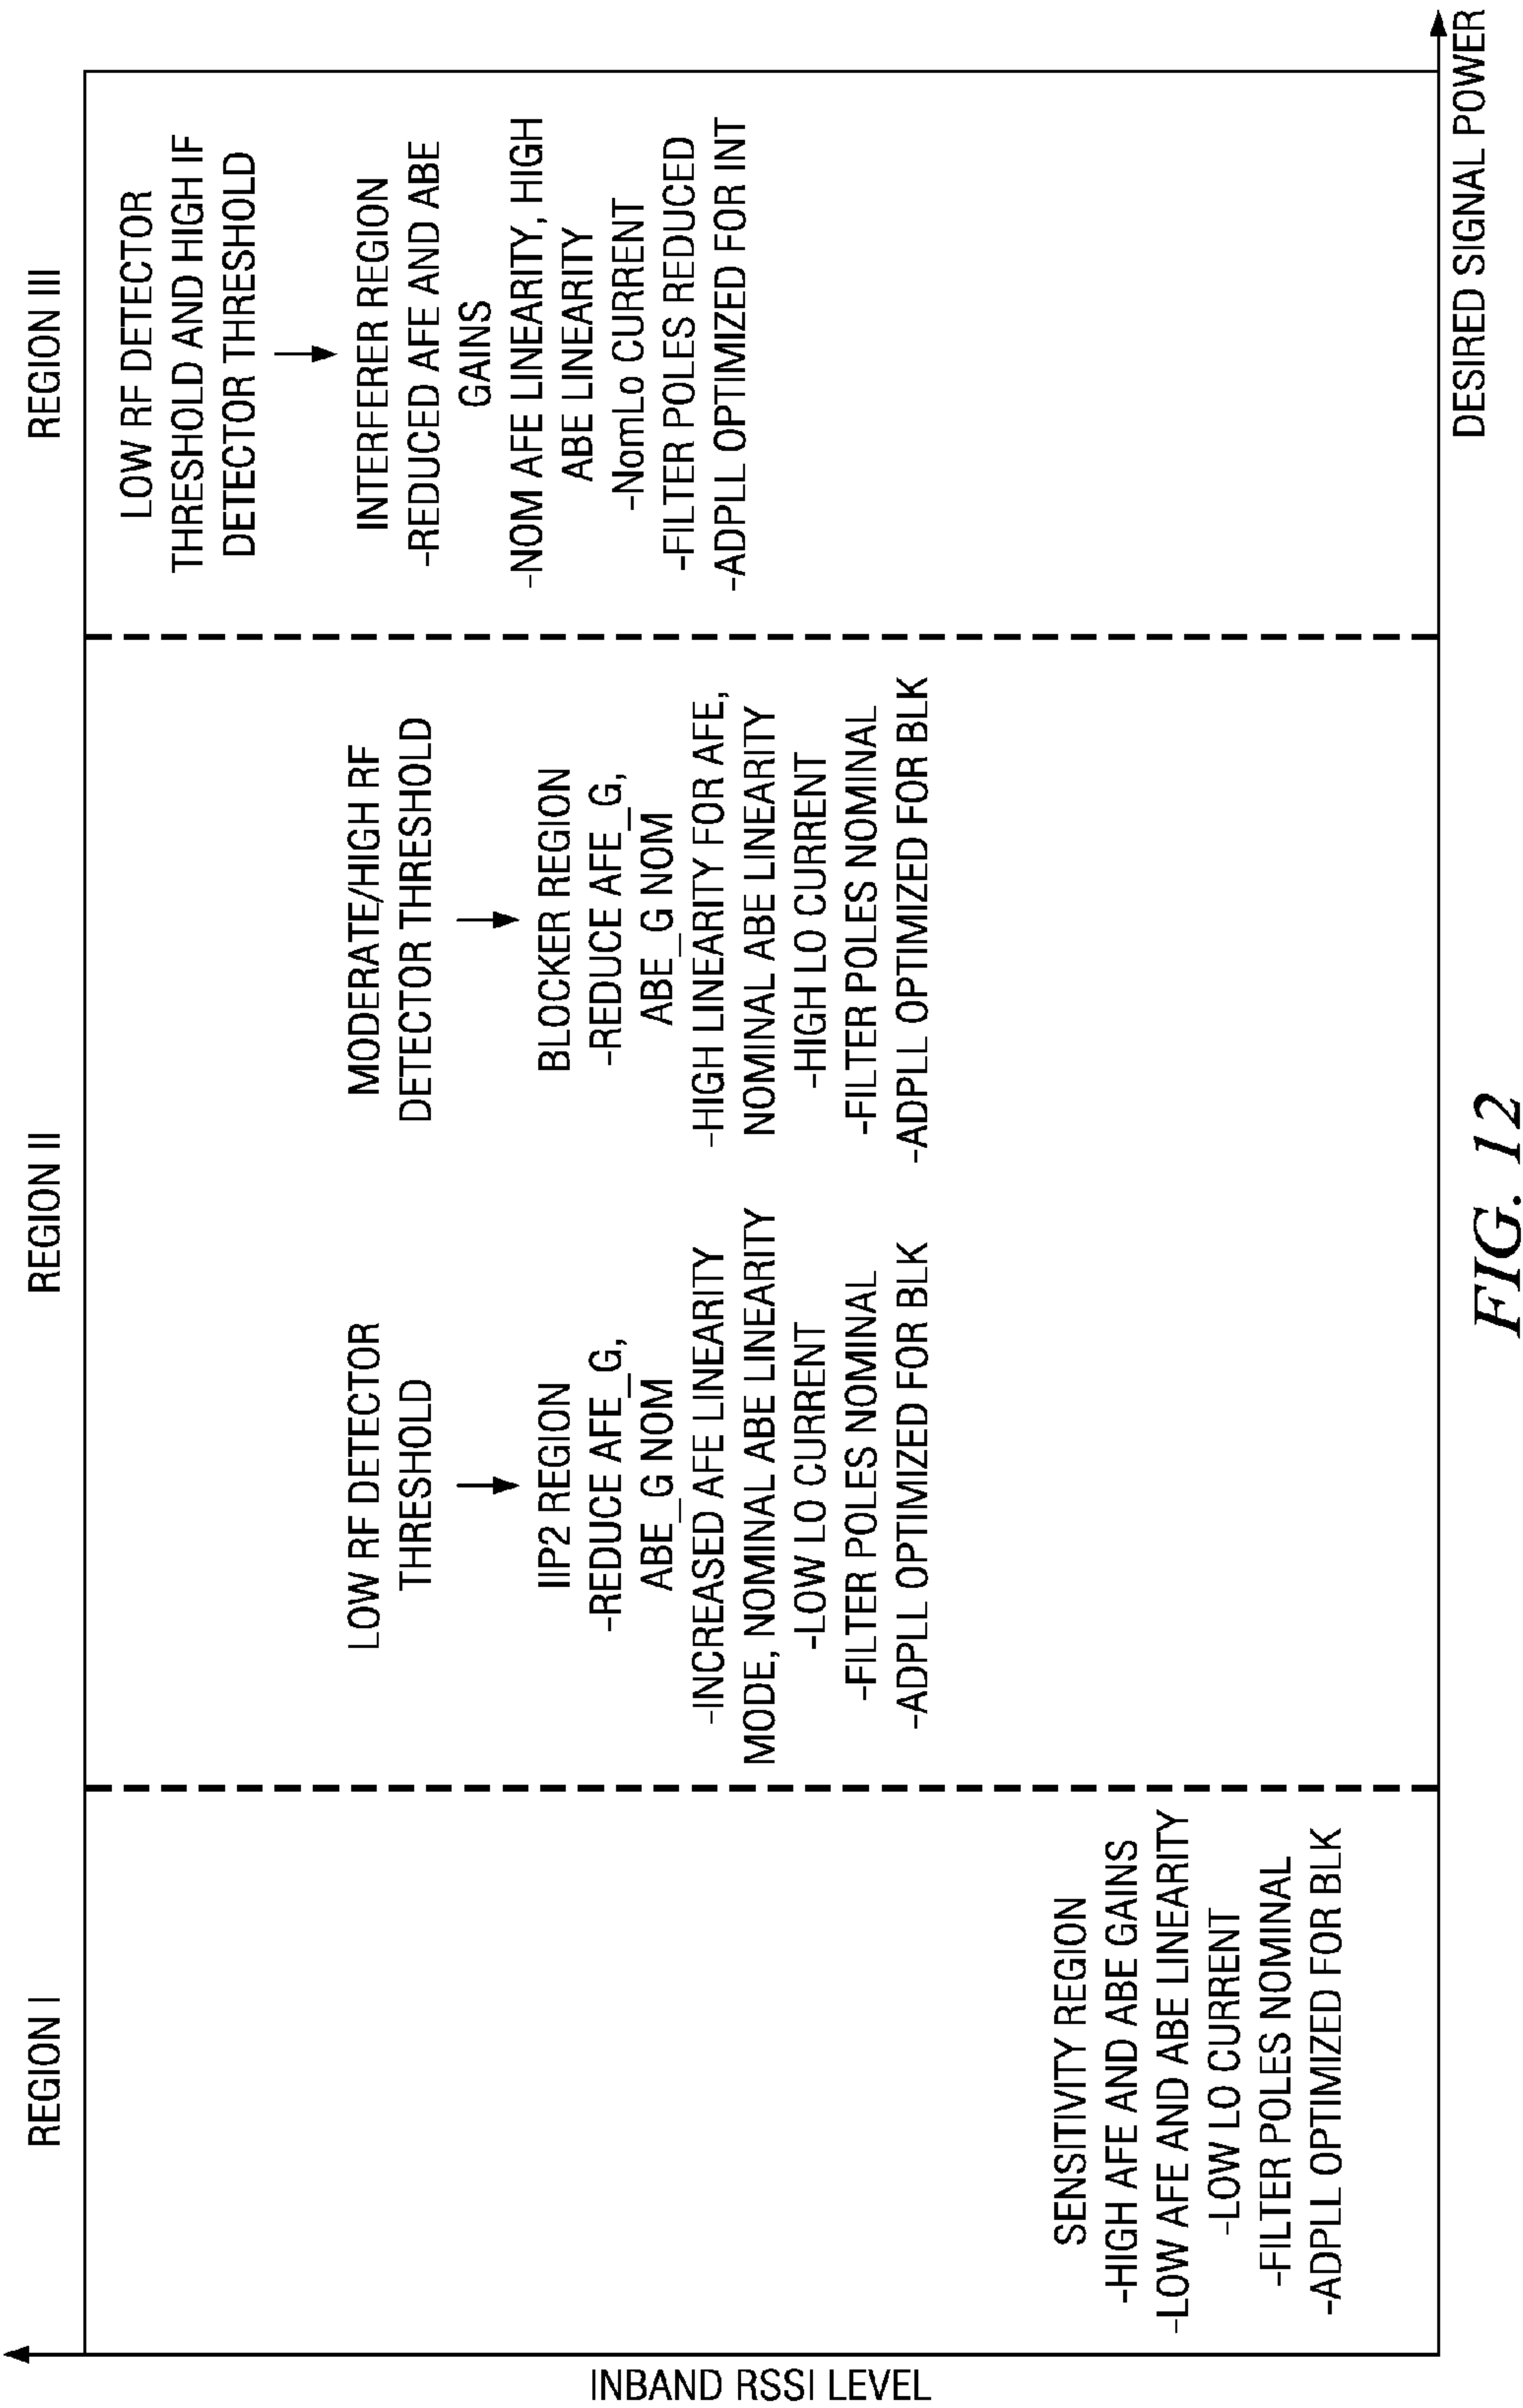 REGION I
REGION II
REGION III
INBAND RSSI LEVEL
SENSITIVITY REGION
-HIGH AFE AND ABE GAINS
-LOW AFE AND ABE LINEARITY
-LOW LO CURRENT
-FILTER POLES NOMINAL
-ADPLL OPTIMIZED FOR BLK
LOW RF DETECTOR
THRESHOLD
IIP2 REGION
-REDUCE AFE_G,
ABE_G NOM
-INCREASED AFE LINEARITY
MODE, NOMINAL ABE LINEARITY
-LOW LO CURRENT
-FILTER POLES NOMINAL
-ADPLL OPTIMIZED FOR BLK
MODERATE/HIGH RF
DETECTOR THRESHOLD
BLOCKER REGION
-REDUCE AFE_G,
ABE_G NOM
-HIGH LINEARITY FOR AFE,
NOMINAL ABE LINEARITY
-HIGH LO CURRENT
-FILTER POLES NOMINAL
-ADPLL OPTIMIZED FOR BLK
LOW RF DETECTOR
THRESHOLD AND HIGH IF
DETECTOR THRESHOLD
INTERFERER REGION
-REDUCED AFE AND ABE
GAINS
-NOM AFE LINEARITY, HIGH
ABE LINEARITY
-NomLo CURRENT
-FILTER POLES REDUCED
-ADPLL OPTIMIZED FOR INT
DESIRED SIGNAL POWER
FIG. 12